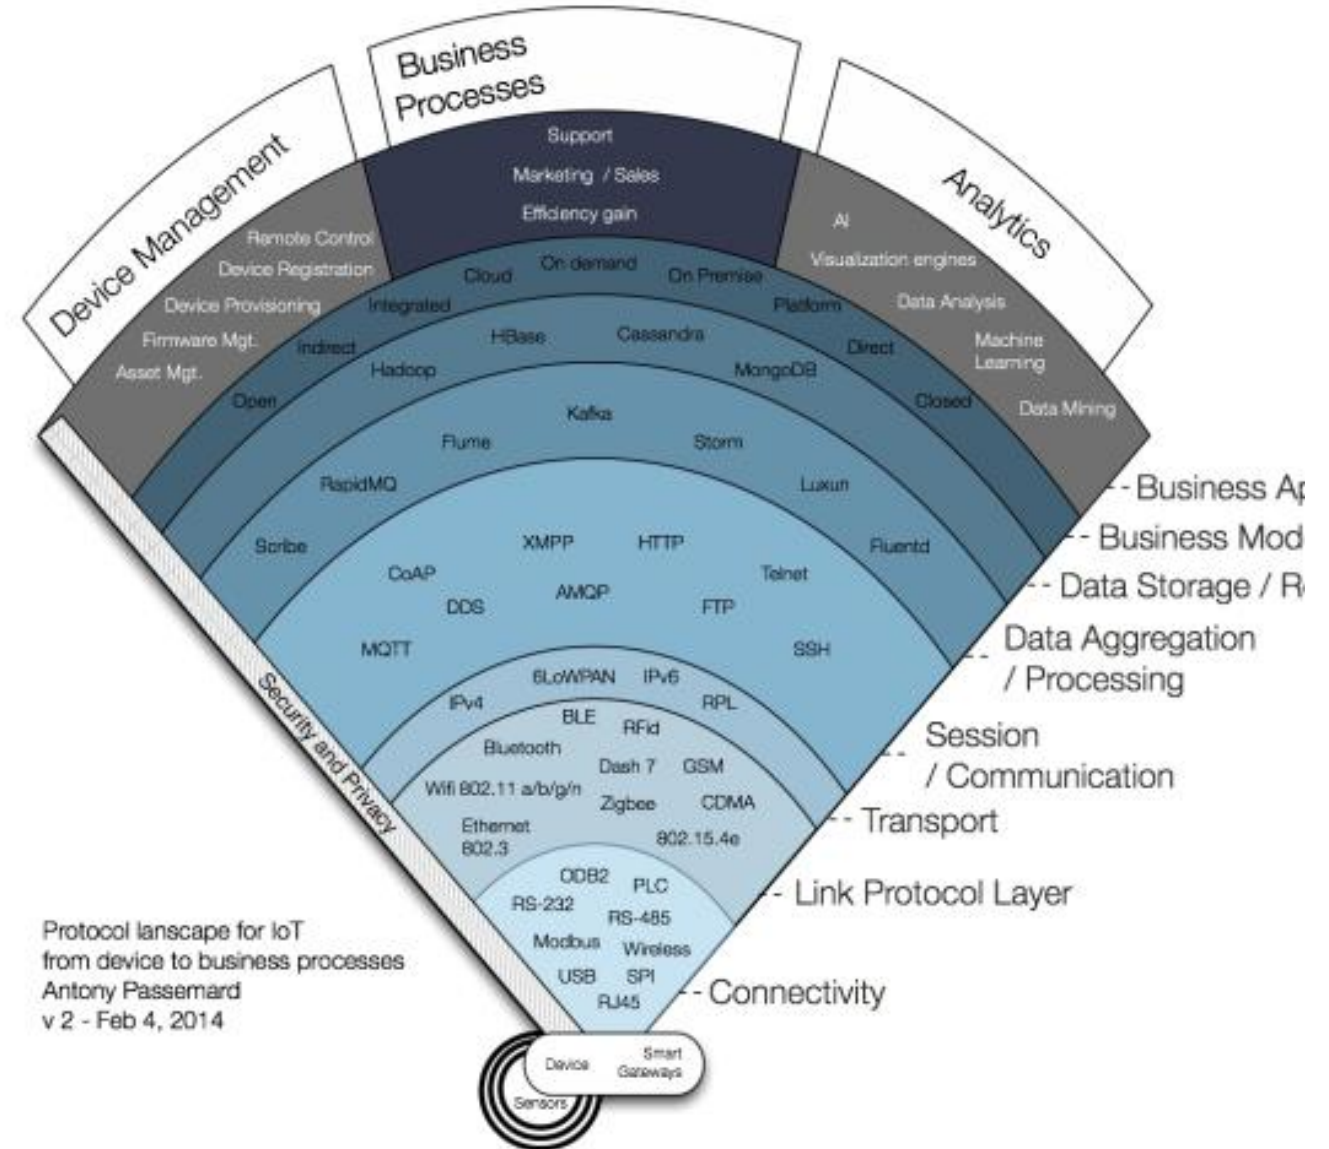 Business
Processes
Device Management
Analytics
Support
Marketing / Sales
Efficiency gain
Remote Control
Device Registration
Device Provisioning
Firmware Mgt.
Asset Mgt.
AI
Visualization engines
Data Analysis
Machine
Learning
Data Mining
Open
Indirect
Integrated
Cloud
On demand
On Premise
Platform
Direct
Closed
Hadoop
HBase
Cassandra
MongoDB
Scribe
RapidMQ
Flume
Kafka
Storm
Luxun
Fluentd
XMPP
HTTP
CoAP
Telnet
AMQP
DDS
FTP
MQTT
SSH
6LoWPAN
IPv6
IPv4
RPL
BLE
RFid
Bluetooth
Dash 7
GSM
Wifi 802.11 a/b/g/n
Zigbee
CDMA
Ethernet
802.3
802.15.4e
ODB2
PLC
RS-232
RS-485
Modbus
Wireless
USB
SPI
RJ45
Security and Privacy
Device
Smart
Gateways
Sensors
Business Ap
Business Mod
Data Storage / R
Data Aggregation
/ Processing
Session
/ Communication
Transport
Link Protocol Layer
Connectivity
Protocol lanscape for IoT
from device to business processes
Antony Passemard
v 2 - Feb 4, 2014